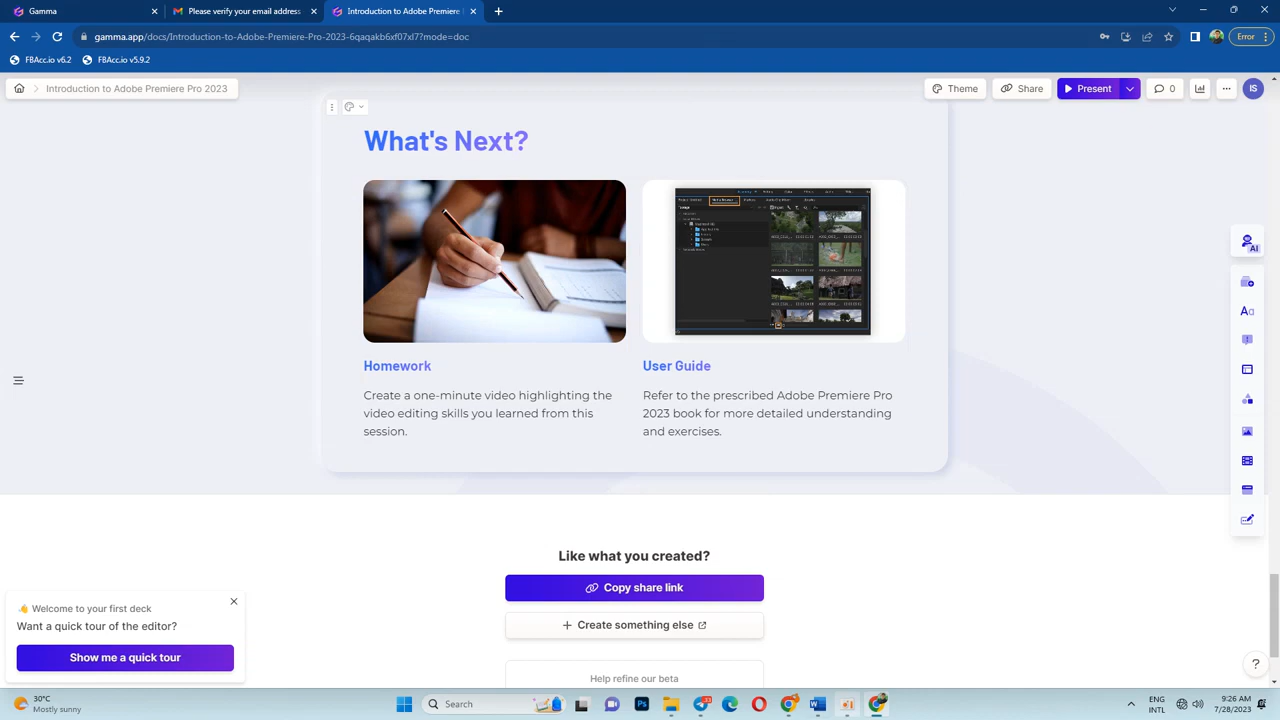 Gamma
Please verify your email address
Introduction to Adobe Premiere P
gamma.app/docs/Introduction-to-Adobe-Premiere-Pro-2023-6qaqakb6xf07xl7?mode=doc
Error
FBAcc.io v6.2
FBAcc.io v5.9.2
Introduction to Adobe Premiere Pro 2023
Theme
Share
Present
0
IS
What's Next?
AI
Homework
User Guide
Create a one-minute video highlighting the
video editing skills you learned from this
session.
Refer to the prescribed Adobe Premiere Pro
2023 book for more detailed understanding
and exercises.
Like what you created?
Copy share link
Create something else
Help refine our beta
Welcome to your first deck
Want a quick tour of the editor?
Show me a quick tour
?
30°C
Mostly sunny
Search
ENG
INTL
9:26 AM
7/28/2023